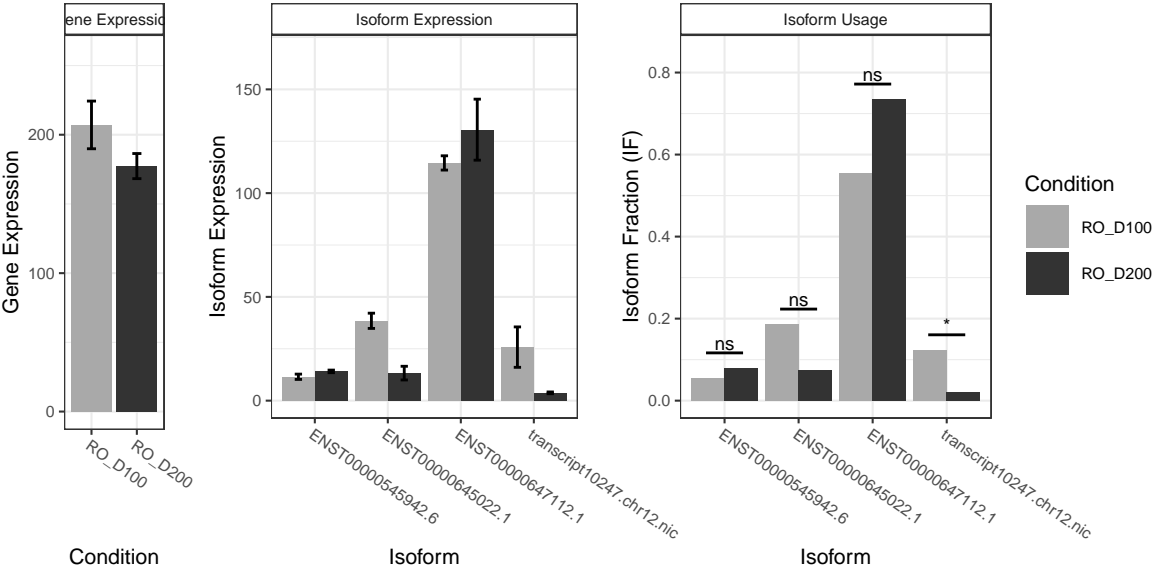 ene Expressio
Gene Expression
200
100
0
RO_D100
RO_D200
Condition
Isoform Expression
Isoform Expression
150
100
50
0
ENST00000545942.6
ENST00000645022.1
ENST00000647112.1
transcript10247.chr12.nic
Isoform
Isoform Usage
Isoform Fraction (IF)
0.8
0.6
0.4
0.2
0.0
ns
ns
ns
*
ENST00000545942.6
ENST00000645022.1
ENST00000647112.1
transcript10247.chr12.nic
Isoform
Condition
RO_D100
RO_D200